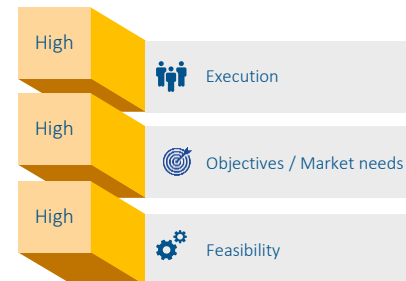 High
Execution
High
Objectives / Market needs
High
Feasibility